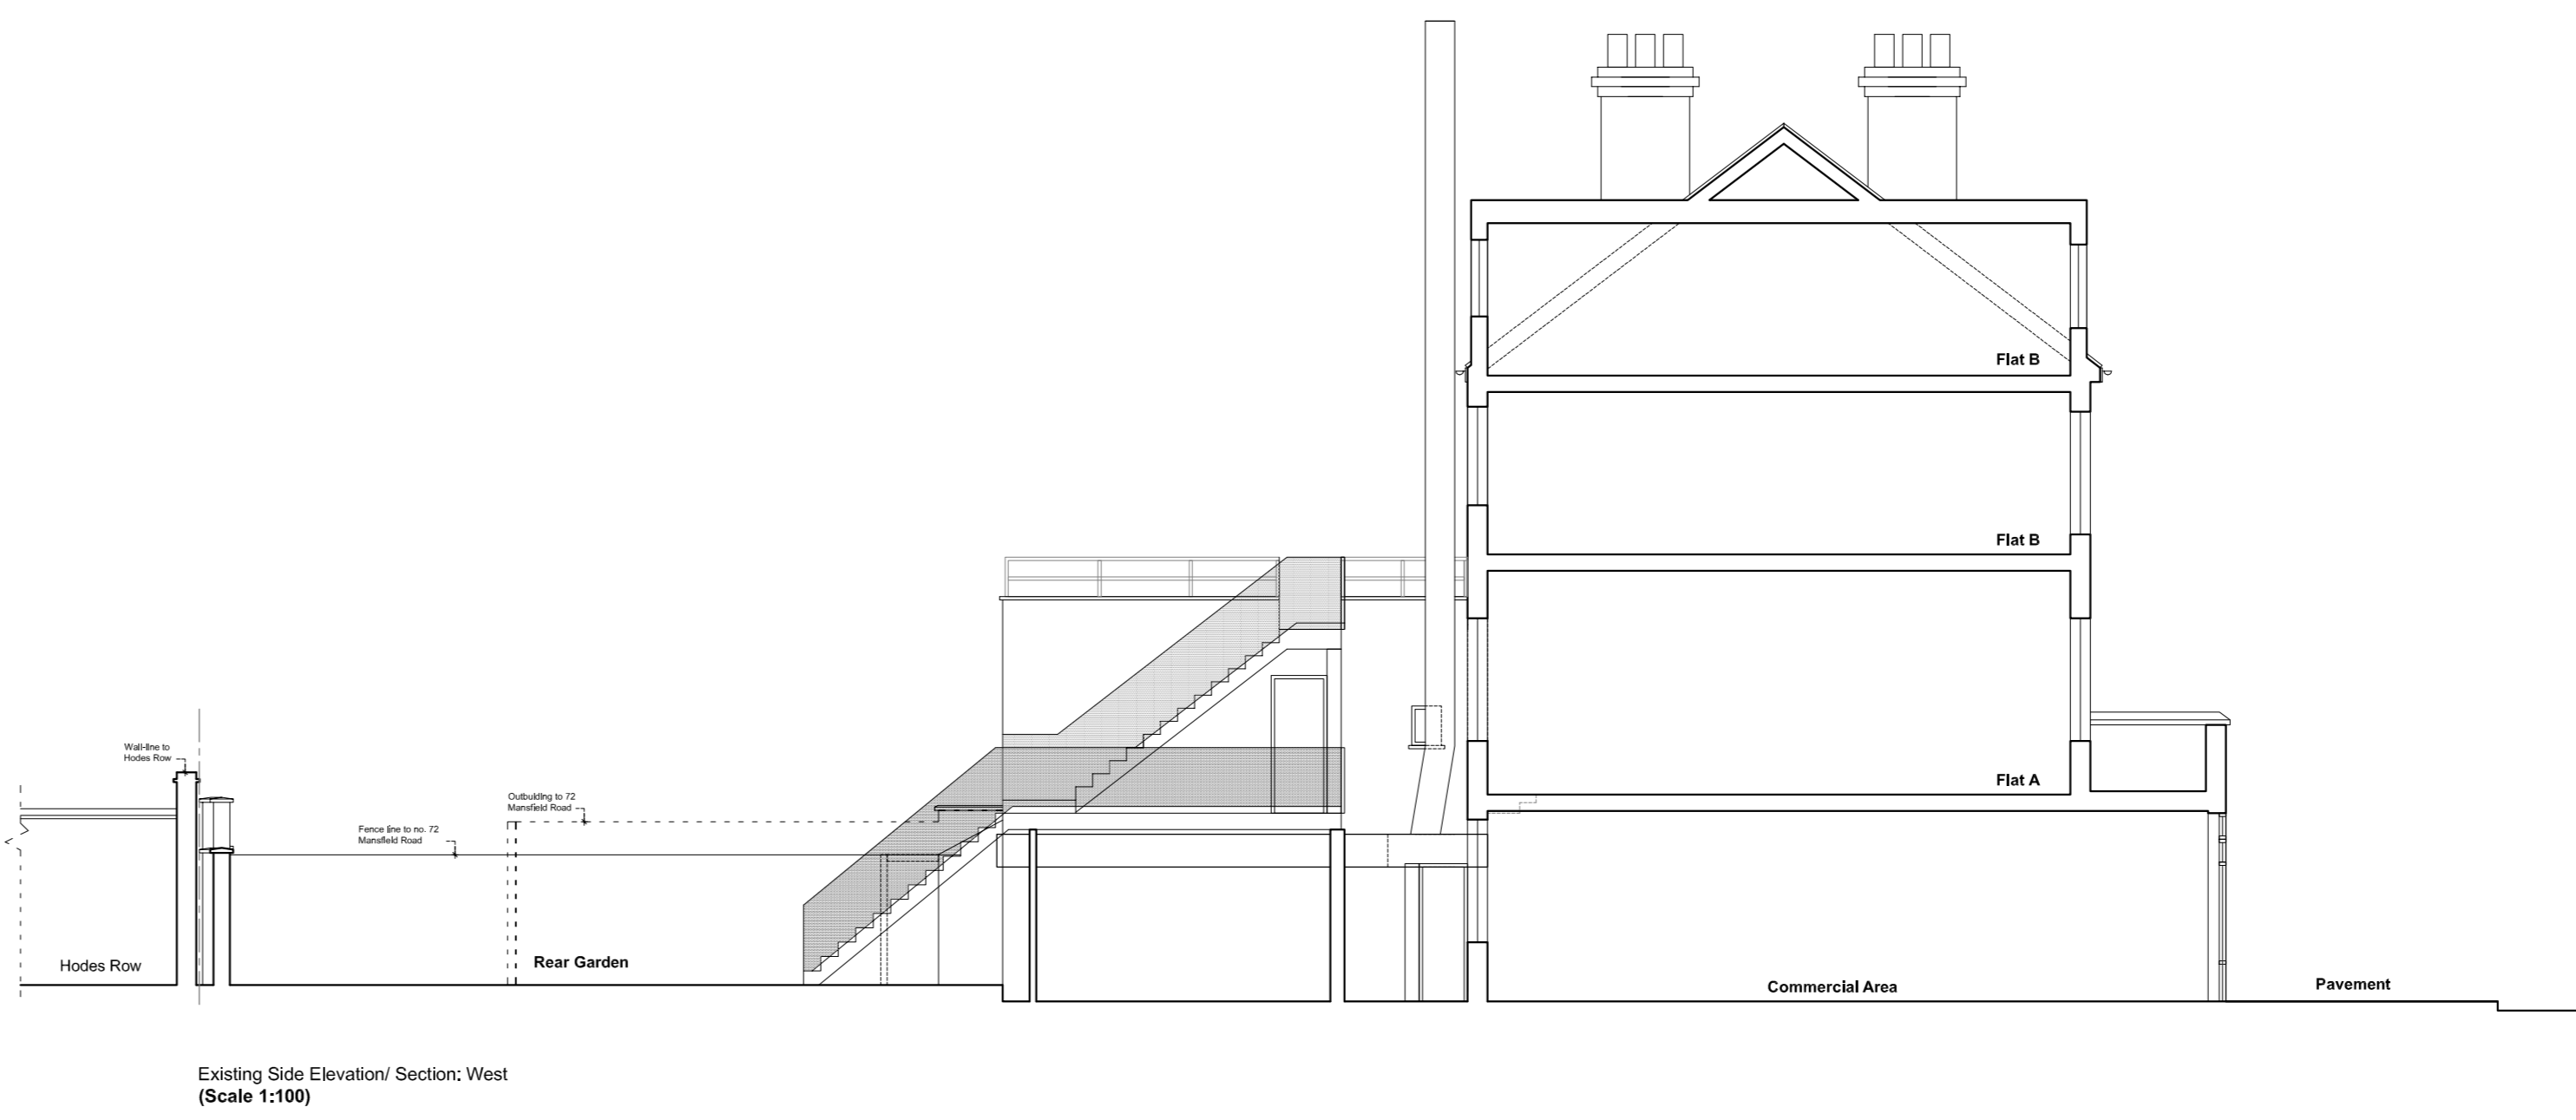 Flat B
Flat B
Wall-line to
Hodes Row
Flat A
Outbulding to 72
Mansfield Road
Fence line to no. 72
Mansfield Road
Hodes Row
Rear Garden
Commercial Area
Pavement
Existing Side Elevation/ Section: West
(Scale 1:100)